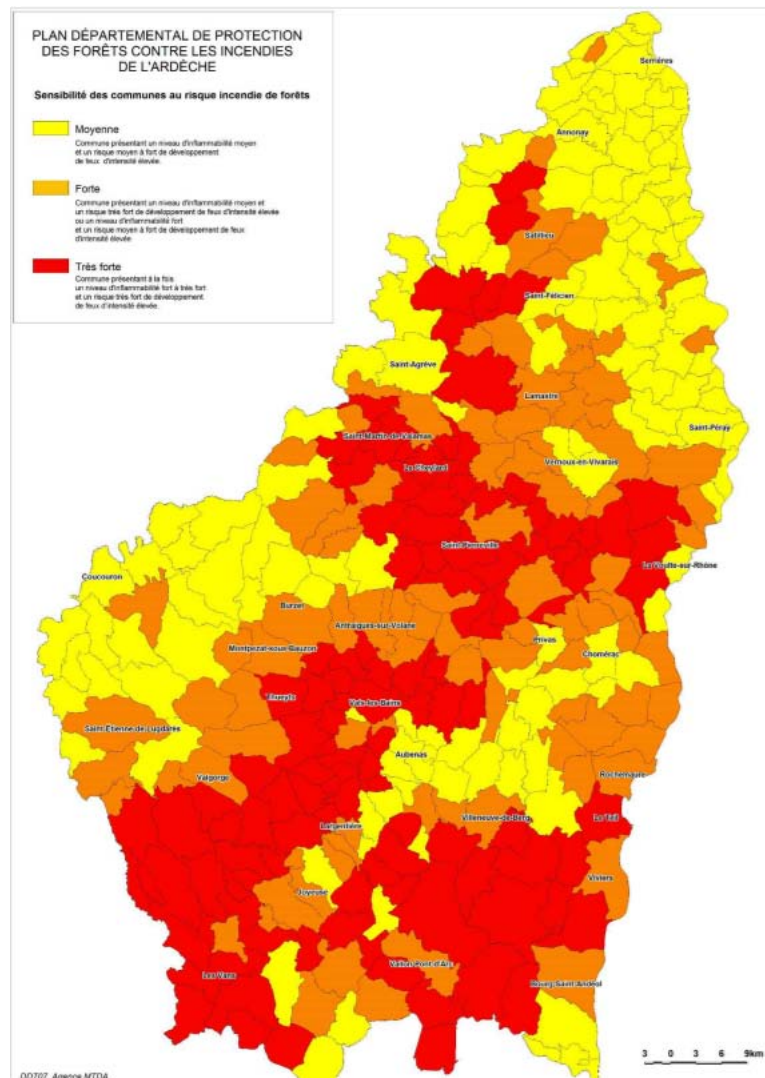 PLAN DÉPARTEMENTAL DE PROTECTION
DES FORÊTS CONTRE LES INCENDIES
DE L'ARDÈCHE
Sensibilité des communes au risque incendie de forêts
Moyenne
Commune présentant un niveau d'inflammabilité moyen
et un risque moyen à fort de développement
de feux d'intensité élevée.
Forte
Commune présentant un niveau d'inflammabilité moyen et
un risque très fort de développement de feux d'intensité élevée
ou un niveau d'inflammabilité fort
et un risque moyen à fort de développement de feux
d'intensité élevée
Très forte
Commune présentant à la fois
un niveau d'inflammabilité fort à très fort
et un risque très fort de développement
de feux d'intensité élevée.
Serrières
Annonay
Satillieu
Saint-Félicien
Saint-Agrève
Lamastre
Saint-Martin-de-Valamas
Saint-Péray
Le Cheylard
Vernoux-en-Vivarais
Saint-Pierreville
La Voulte-sur-Rhône
Coucouron
Burzet
Antraigues-sur-Volane
Privas
Montpezat-sous-Bauzon
Chomérac
Thueyts
Vals-les-Bains
Saint-Étienne-de-Lugdarès
Aubenas
Valgorge
Rochemaure
Largentière
Villeneuve-de-Berg
Le Teil
Joyeuse
Viviers
Les Vans
Vallon-Pont-d'Arc
Bourg-Saint-Andéol
3 0 3 6 9km
DDT07, Agence MTDA